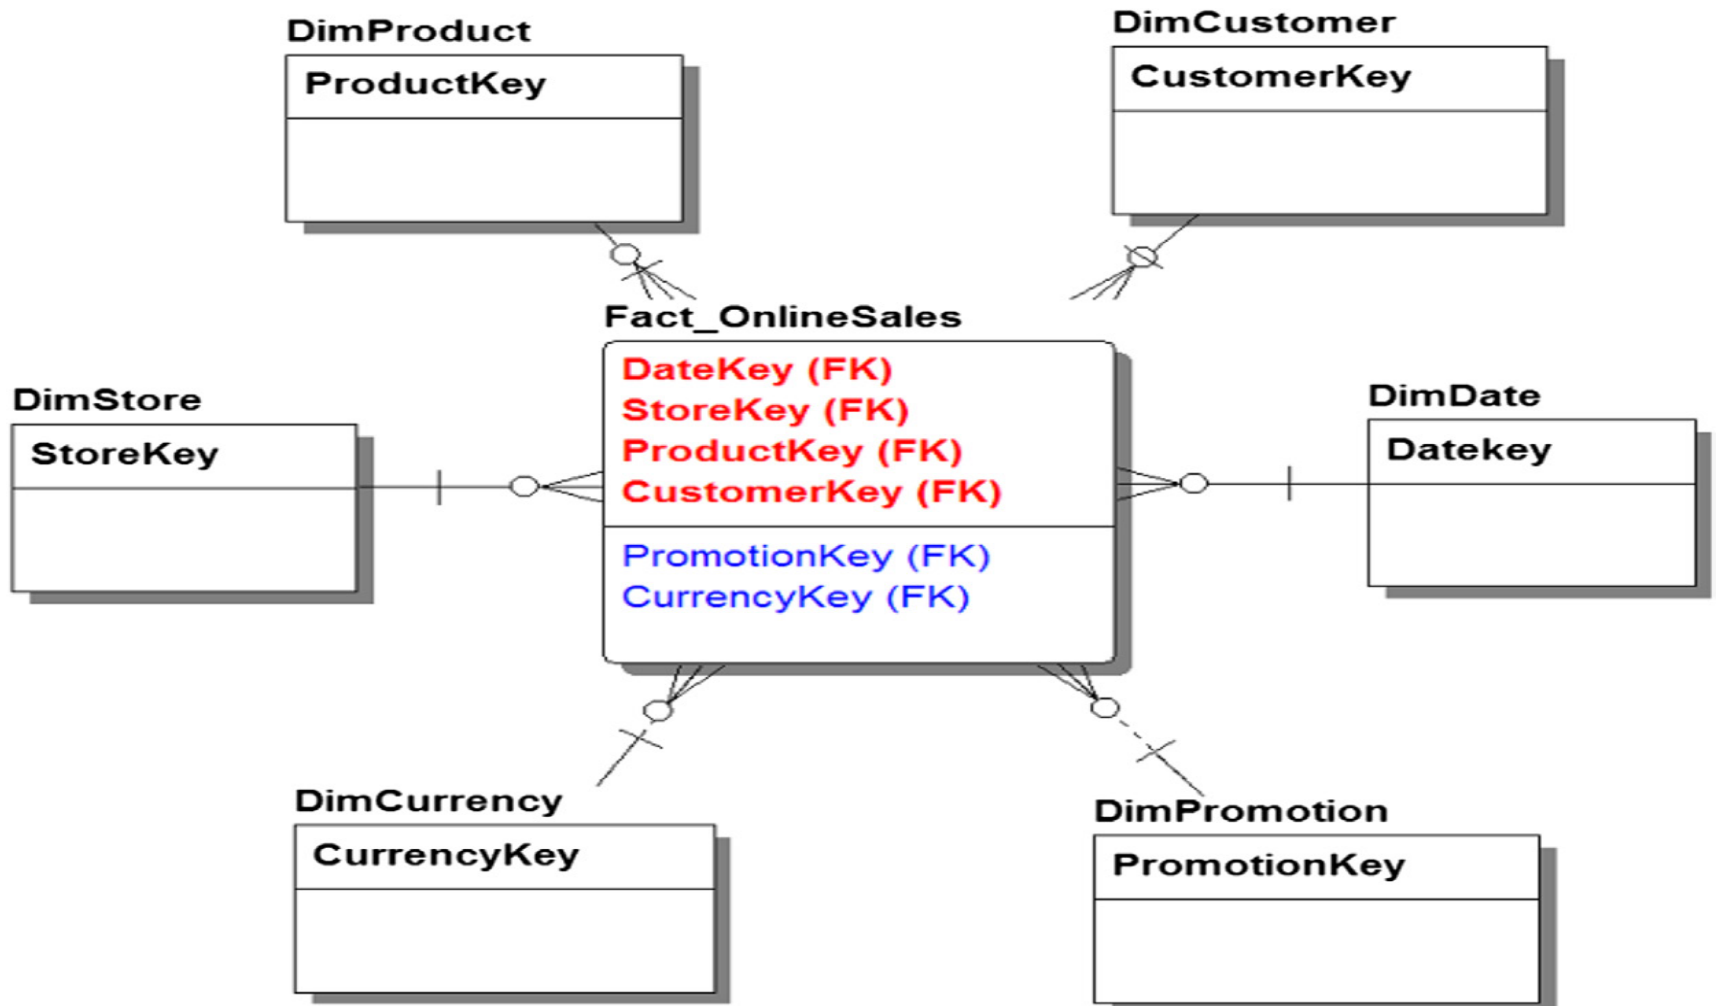 DimProduct
ProductKey
DimCustomer
CustomerKey
Fact_OnlineSales
DateKey (FK)
StoreKey (FK)
ProductKey (FK)
CustomerKey (FK)
PromotionKey (FK)
CurrencyKey (FK)
DimStore
StoreKey
DimDate
Datekey
DimCurrency
CurrencyKey
DimPromotion
PromotionKey